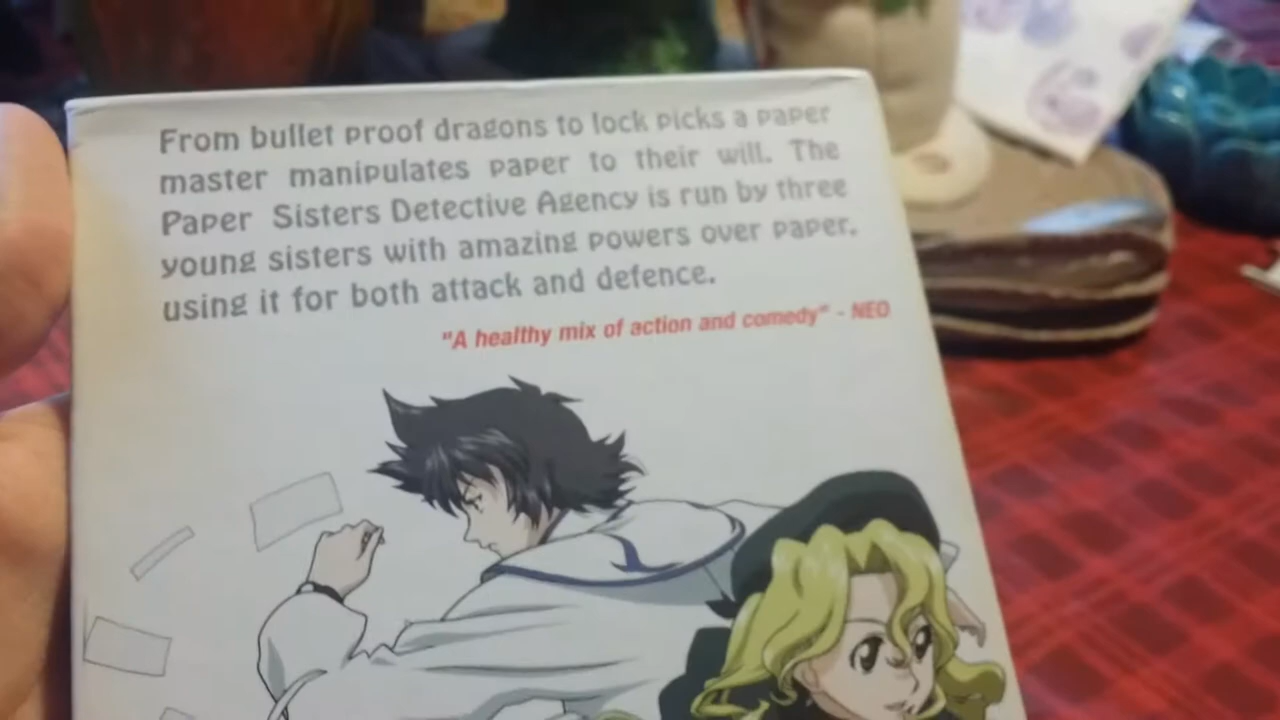 From bullet proof dragons to lock picks a paper
master manipulates paper to their will. The
Paper Sisters Detective Agency is run by three
young sisters with amazing powers over paper,
using it for both attack and defence.
"A healthy mix of action and comedy" - NEO